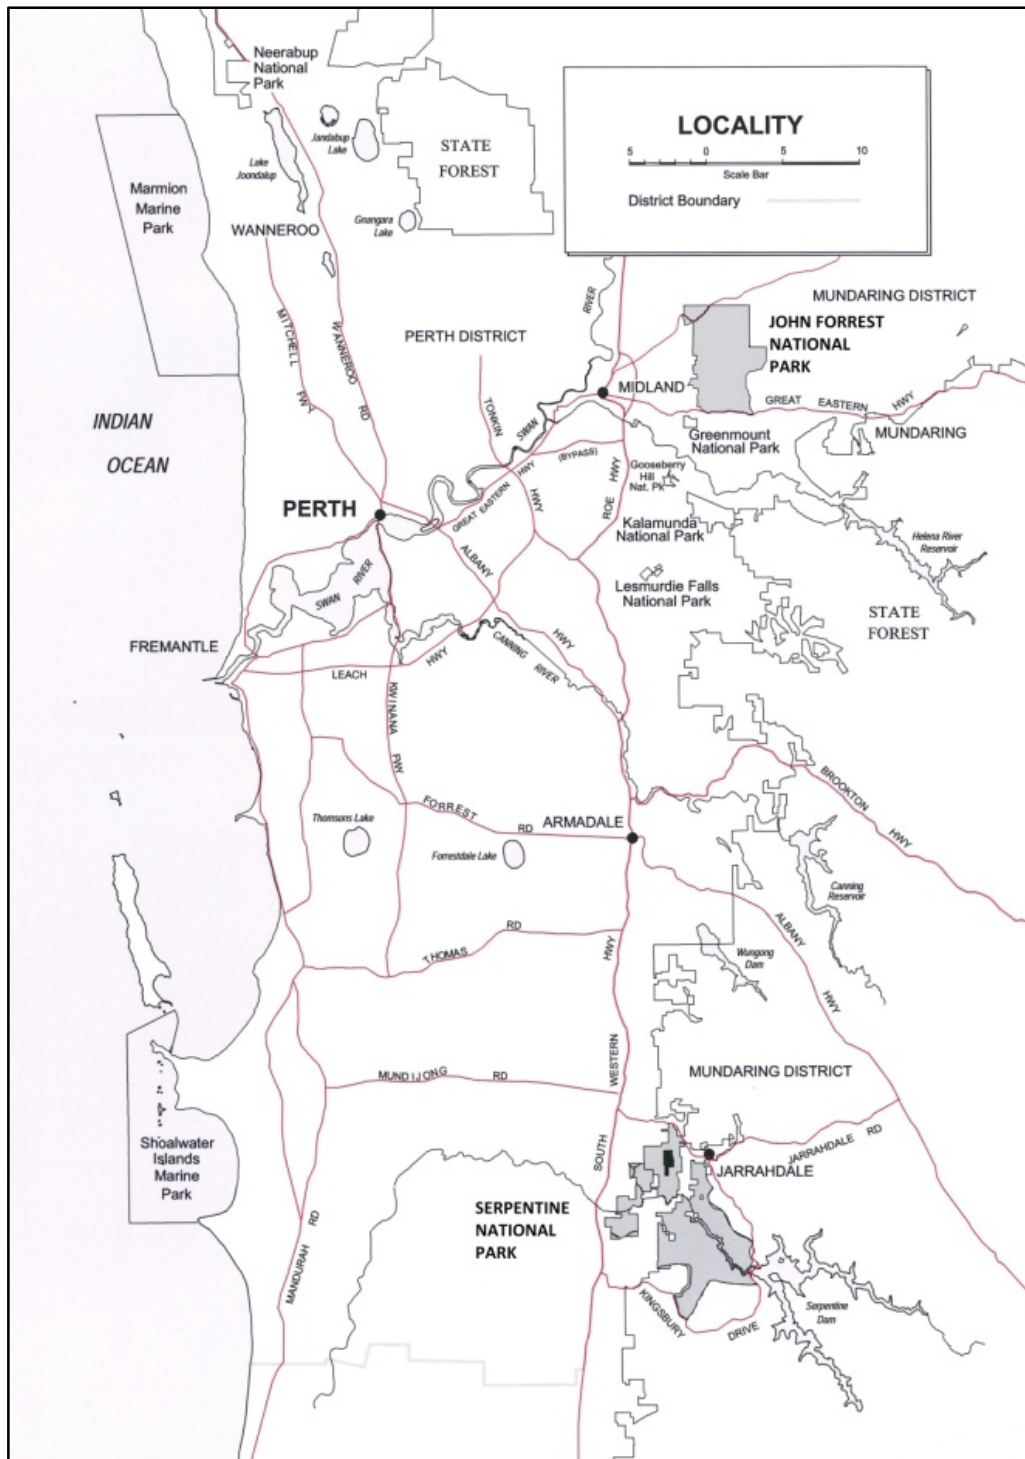 Neerabup
National
Park
Jandabup
Lake
STATE
FOREST
Lake
Joondalup
Marmion
Marine
Park
Gnangara
Lake
WANNEROO
LOCALITY
5 0 5 10
Scale Bar
District Boundary
RIVER
MUNDARING DISTRICT
JOHN FORREST
NATIONAL
PARK
MITCHELL
FWY
WANNEROO
RD
PERTH DISTRICT
MIDLAND
TONKIN
HWY
SWAN
GREAT EASTERN HWY
MUNDARING
INDIAN
OCEAN
Greenmount
National Park
(BYPASS)
GREAT EASTERN HWY
Gooseberry
Hill
Nat. Pk
ROE HWY
PERTH
Kalamunda
National Park
Helena River
Reservoir
ALBANY
HWY
SWAN RIVER
Lesmurdie Falls
National Park
STATE
FOREST
FREMANTLE
LEACH
HWY
CANNING
RIVER
KWINANA
FWY
BROOKTON
HWY
FORREST
RD
ARMADALE
Thomsons Lake
Forrestdale Lake
Canning
Reservoir
ALBANY
HWY
THOMAS
RD
Wungong
Dam
SOUTH
WESTERN
HWY
MUNDIJONG
RD
MUNDARING DISTRICT
Shoalwater
Islands
Marine
Park
JARRAHDALE RD
JARRAHDALE
SERPENTINE
NATIONAL
PARK
MANDURAH
RD
KINGSBURY
DRIVE
Serpentine
Dam